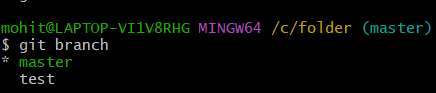 mohit@LAPTOP-VI1V8RHG MINGW64 /c/folder (master)
$ git branch
* master
  test